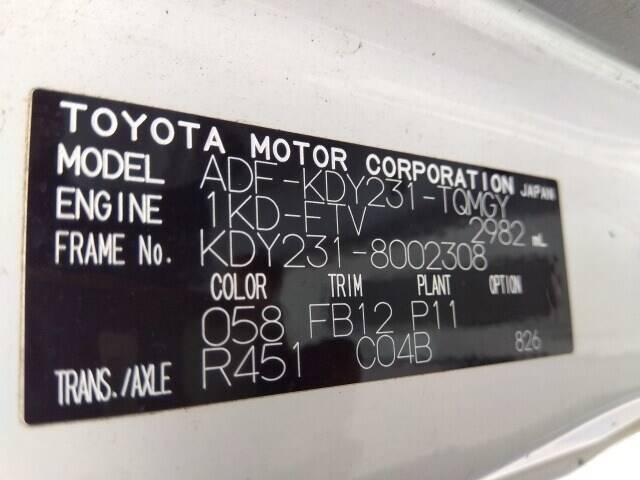 TOYOTA MOTOR CORPORATION JAPAN
MODEL ADF-KDY231-TQMGY
ENGINE 1KD-FTV 2982 mL
FRAME No. KDY231-8002308
COLOR TRIM PLANT OPTION
058 FB12 P11
TRANS./AXLE R451 C04B 826